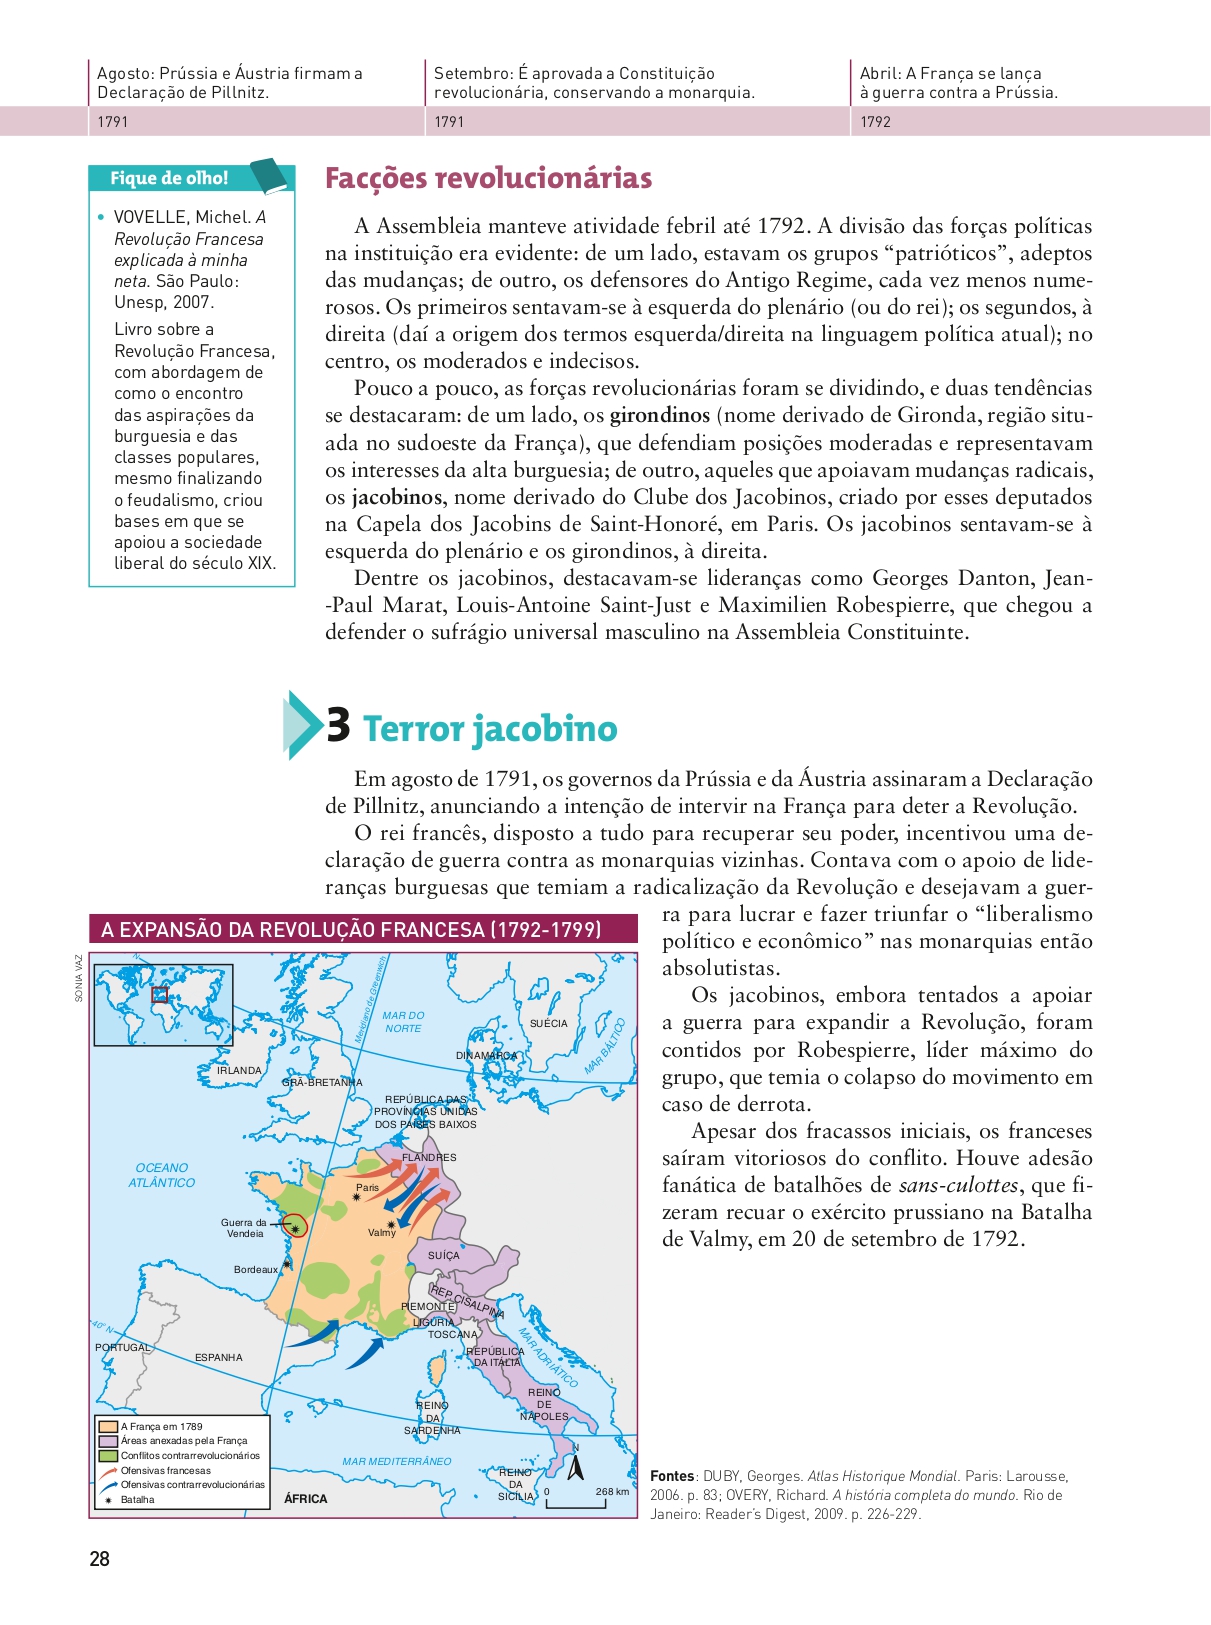 Agosto: Prússia e Áustria firmam a
Declaração de Pillnitz.
1791
Setembro: É aprovada a Constituição
revolucionária, conservando a monarquia.
1791
Abril: A França se lança
à guerra contra a Prússia.
1792
Fique de olho!
• VOVELLE, Michel. A
Revolução Francesa
explicada à minha
neta. São Paulo:
Unesp, 2007.
Livro sobre a
Revolução Francesa,
com abordagem de
como o encontro
das aspirações da
burguesia e das
classes populares,
mesmo finalizando
o feudalismo, criou
bases em que se
apoiou a sociedade
liberal do século XIX.
Facções revolucionárias
A Assembleia manteve atividade febril até 1792. A divisão das forças políticas
na instituição era evidente: de um lado, estavam os grupos “patrióticos”, adeptos
das mudanças; de outro, os defensores do Antigo Regime, cada vez menos nume-
rosos. Os primeiros sentavam-se à esquerda do plenário (ou do rei); os segundos, à
direita (daí a origem dos termos esquerda/direita na linguagem política atual); no
centro, os moderados e indecisos.
Pouco a pouco, as forças revolucionárias foram se dividindo, e duas tendências
se destacaram: de um lado, os girondinos (nome derivado de Gironda, região situ-
ada no sudoeste da França), que defendiam posições moderadas e representavam
os interesses da alta burguesia; de outro, aqueles que apoiavam mudanças radicais,
os jacobinos, nome derivado do Clube dos Jacobinos, criado por esses deputados
na Capela dos Jacobins de Saint-Honoré, em Paris. Os jacobinos sentavam-se à
esquerda do plenário e os girondinos, à direita.
Dentre os jacobinos, destacavam-se lideranças como Georges Danton, Jean-
-Paul Marat, Louis-Antoine Saint-Just e Maximilien Robespierre, que chegou a
defender o sufrágio universal masculino na Assembleia Constituinte.
3 Terror jacobino
Em agosto de 1791, os governos da Prússia e da Áustria assinaram a Declaração
de Pillnitz, anunciando a intenção de intervir na França para deter a Revolução.
O rei francês, disposto a tudo para recuperar seu poder, incentivou uma de-
claração de guerra contra as monarquias vizinhas. Contava com o apoio de lide-
ranças burguesas que temiam a radicalização da Revolução e desejavam a guer-
ra para lucrar e fazer triunfar o “liberalismo
político e econômico” nas monarquias então
absolutistas.
Os jacobinos, embora tentados a apoiar
a guerra para expandir a Revolução, foram
contidos por Robespierre, líder máximo do
grupo, que temia o colapso do movimento em
caso de derrota.
Apesar dos fracassos iniciais, os franceses
saíram vitoriosos do conflito. Houve adesão
fanática de batalhões de sans-culottes, que fi-
zeram recuar o exército prussiano na Batalha
de Valmy, em 20 de setembro de 1792.
A EXPANSÃO DA REVOLUÇÃO FRANCESA (1792-1799)
SONIA VAZ
N
Meridiano de Greenwich
MAR DO
NORTE
SUÉCIA
MAR BÁLTICO
DINAMARCA
IRLANDA
GRÃ-BRETANHA
REPÚBLICA DAS
PROVÍNCIAS UNIDAS
DOS PAÍSES BAIXOS
FLANDRES
OCEANO
ATLÂNTICO
Paris
Guerra da
Vendeia
Valmy
Bordeaux
SUÍÇA
REP. CISALPINA
PIEMONTE
LIGÚRIA
TOSCANA
MAR ADRIÁTICO
40° N
PORTUGAL
ESPANHA
REPÚBLICA
DA ITÁLIA
REINO
DE
NÁPOLES
REINO
DA
SARDENHA
MAR MEDITERRÂNEO
REINO
DA
SICÍLIA
ÁFRICA
N
0 268 km
A França em 1789
Áreas anexadas pela França
Conflitos contrarrevolucionários
Ofensivas francesas
Ofensivas contrarrevolucionárias
Batalha
Fontes: DUBY, Georges. Atlas Historique Mondial. Paris: Larousse,
2006. p. 83; OVERY, Richard. A história completa do mundo. Rio de
Janeiro: Reader’s Digest, 2009. p. 226-229.
28